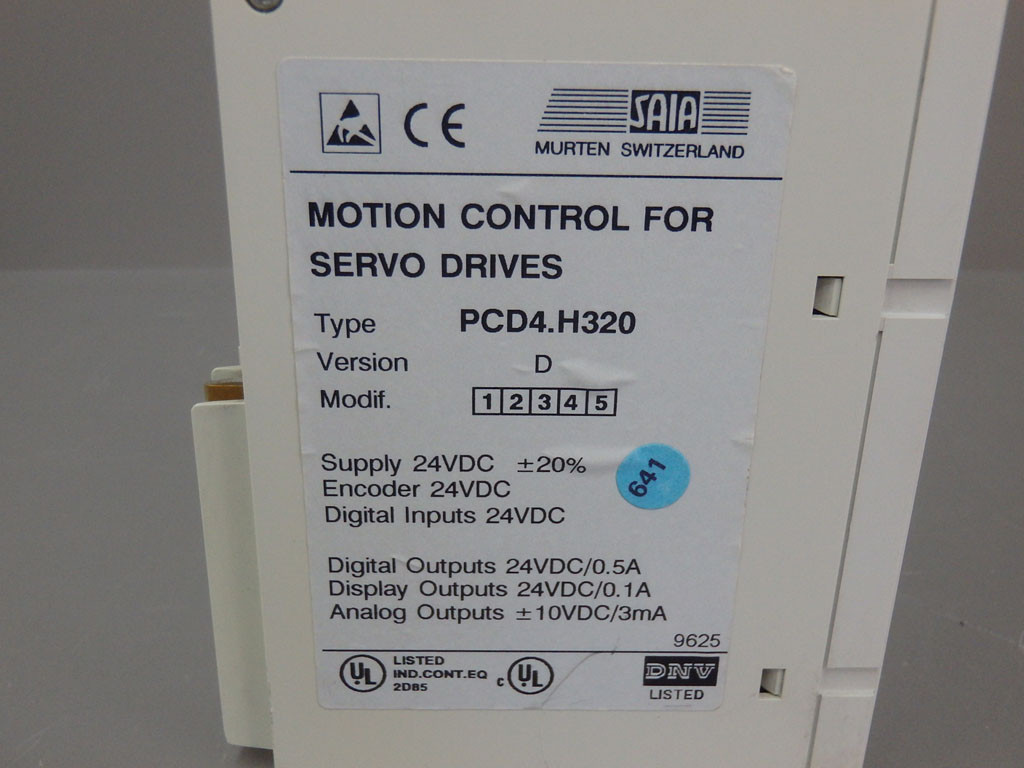 CE
SAIA
MURTEN SWITZERLAND
MOTION CONTROL FOR
SERVO DRIVES
Type PCD4.H320
Version D
Modif. 1 2 3 4 5
Supply 24VDC ±20%
Encoder 24VDC
Digital Inputs 24VDC
641
Digital Outputs 24VDC/0.5A
Display Outputs 24VDC/0.1A
Analog Outputs ±10VDC/3mA
9625
UL LISTED
IND.CONT.EQ
2D85
c UL
DNV
LISTED